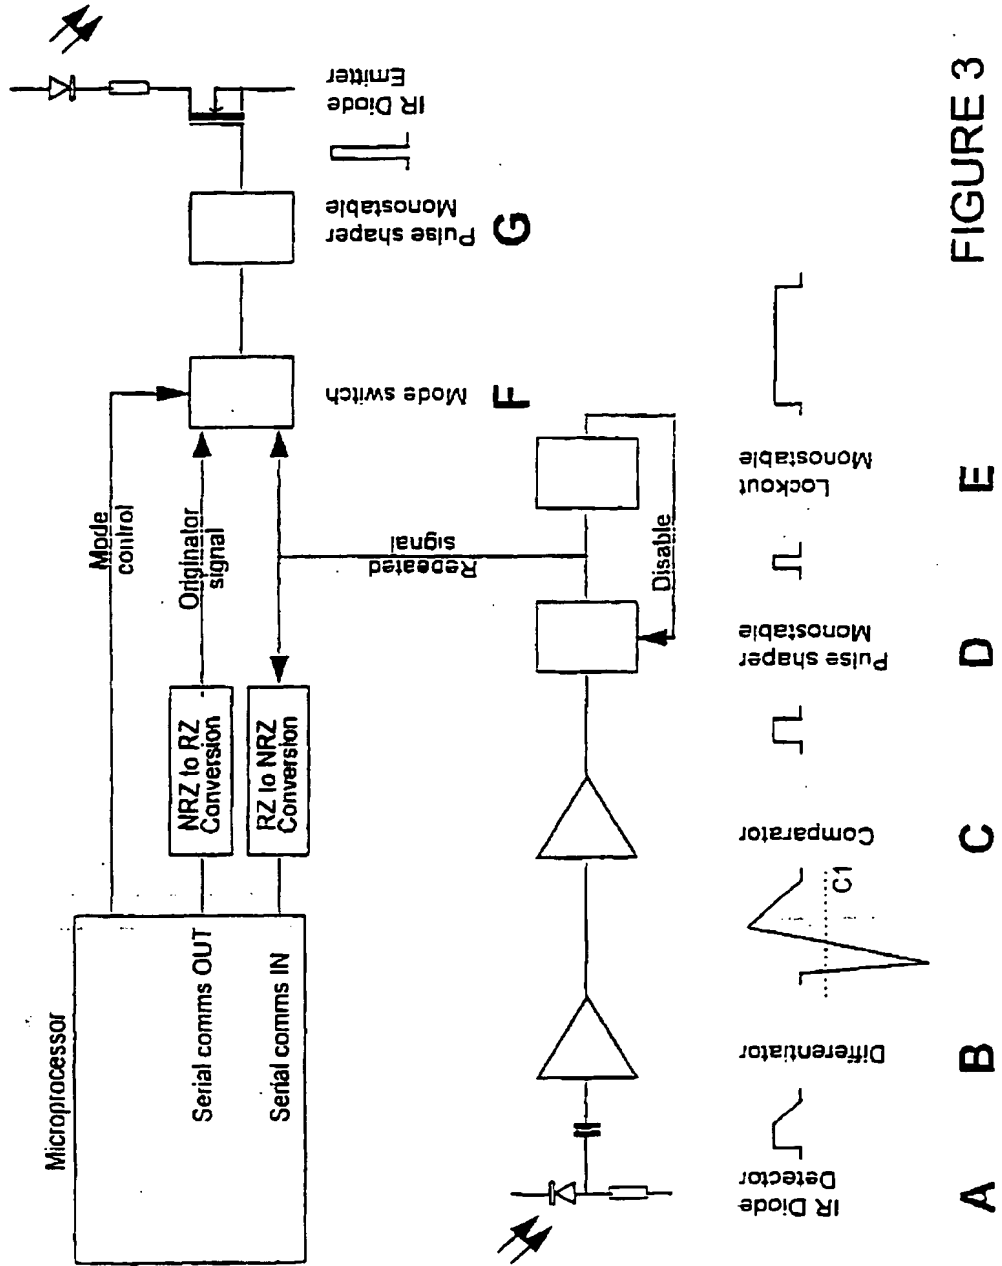 Microprocessor
Serial comms OUT
Serial comms IN
NRZ to RZ
Conversion
RZ to NRZ
Conversion
Mode
control
Originator
signal
Repeated
signal
Disable
IR Diode
Emitter
Pulse shaper
Monostable
G
Mode switch
F
Lockout
Monostable
E
Pulse shaper
Monostable
D
Comparator
C
C1
Differentiator
B
IR Diode
Detector
A
FIGURE 3